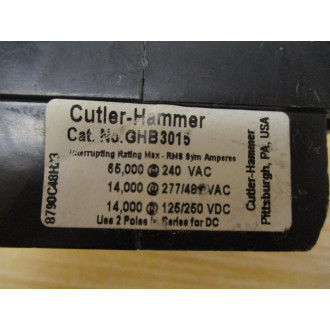 Cutler-Hammer
Cat. No. GHB3015
Interrupting Rating Max - RMS Sym Amperes
65,000 @ 240 VAC
14,000 @ 277/480 VAC
14,000 @ 125/250 VDC
Use 2 Poles in Series for DC
8790C48H23
Cutler-Hammer
Pittsburgh, PA, USA